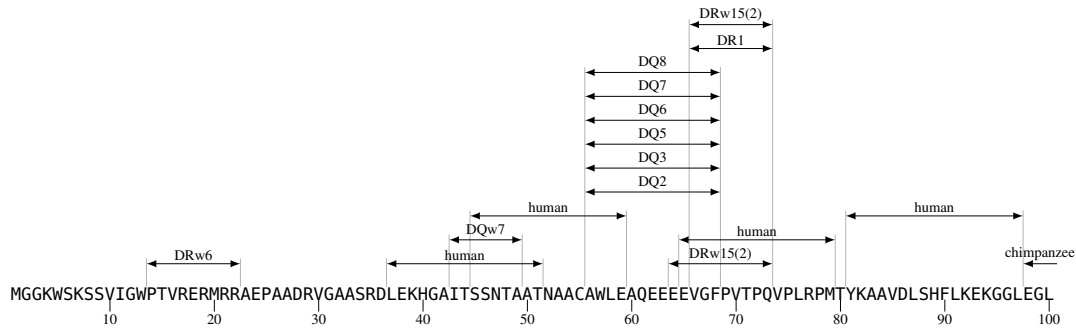 DRw15(2)
DR1
DQ8
DQ7
DQ6
DQ5
DQ3
DQ2
human human
DQw7 human
DRw6 human DRw15(2) chimpanzee
MGGKWSKSSVIGWPTVRERMRRAEPAADRVGAASRDLEKHGAITSSNTAATNAACAWLEAQEEEEVGFPVTPQVPLRPMTYKAAVDLSHFLKEKGGLEGL
10 20 30 40 50 60 70 80 90 100